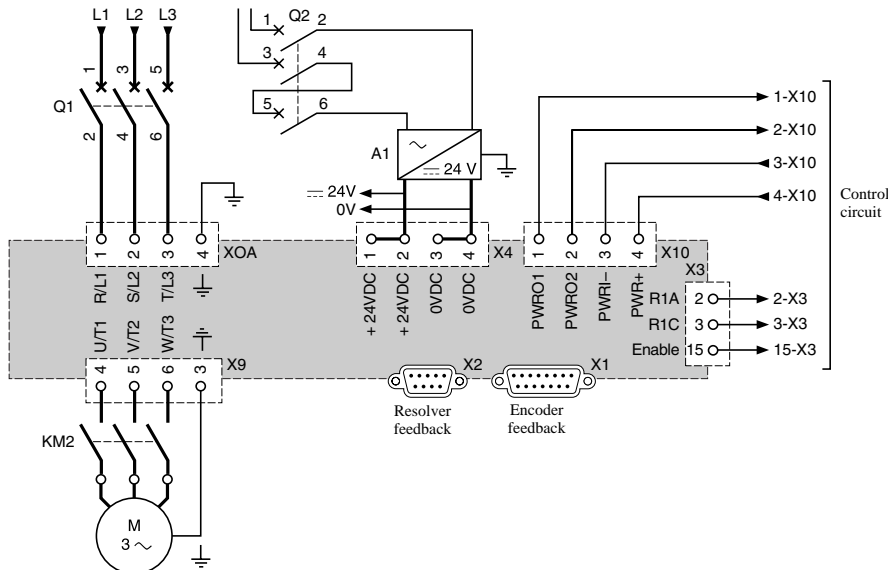 L1 L2 L3
1 3 5
Q1
2 4 6
1 Q2 2
3 4
5 6
A1
24 V
24V
0V
1-X10
2-X10
3-X10
4-X10
Control
circuit
1 2 3 4 XOA
R/L1 S/L2 T/L3
1 2 3 4 X4
+24VDC +24VDC 0VDC 0VDC
1 2 3 4 X10
PWRO1 PWRO2 PWRI– PWR+
X3
R1A 2 2-X3
R1C 3 3-X3
Enable 15 15-X3
U/T1 V/T2 W/T3
4 5 6 3 X9
X2
Resolver
feedback
X1
Encoder
feedback
KM2
M
3